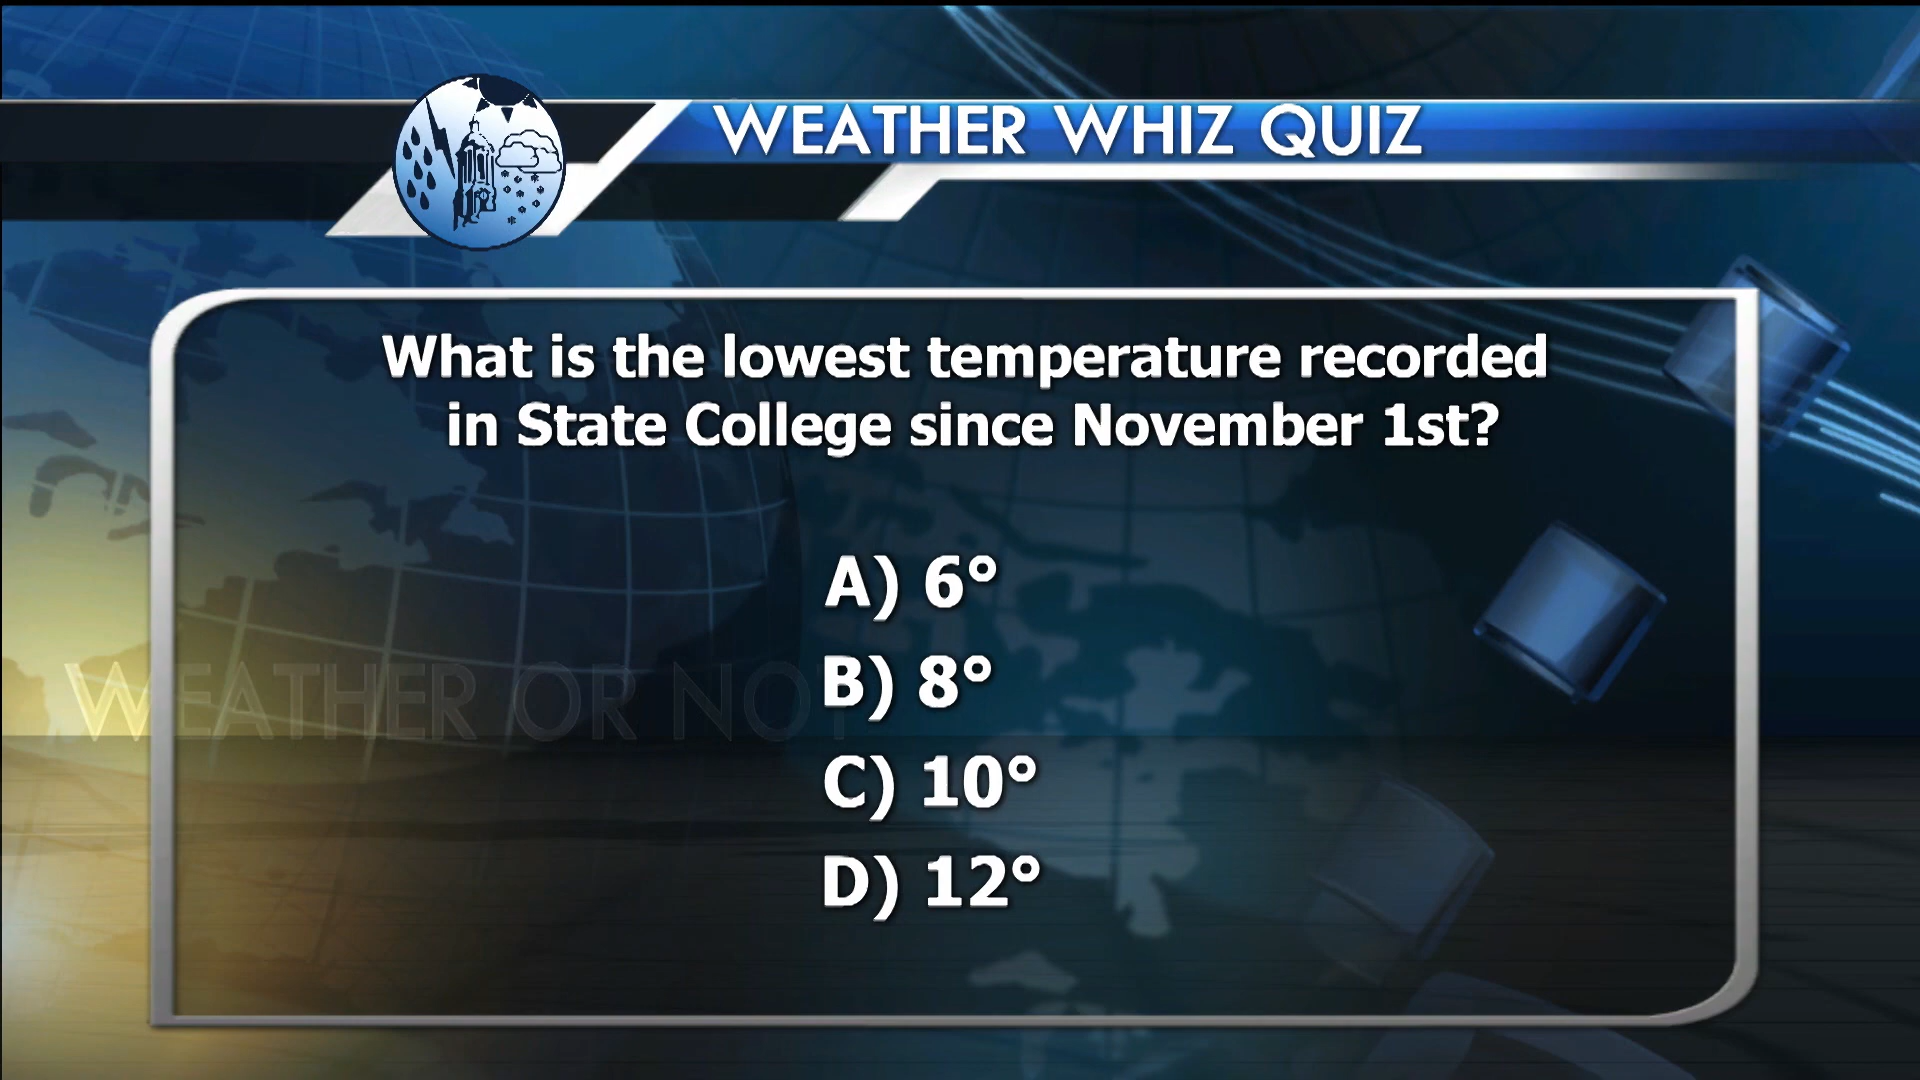 WEATHER WHIZ QUIZ
What is the lowest temperature recorded
in State College since November 1st?
A) 6°
B) 8°
WEATHER OR NOT
C) 10°
D) 12°